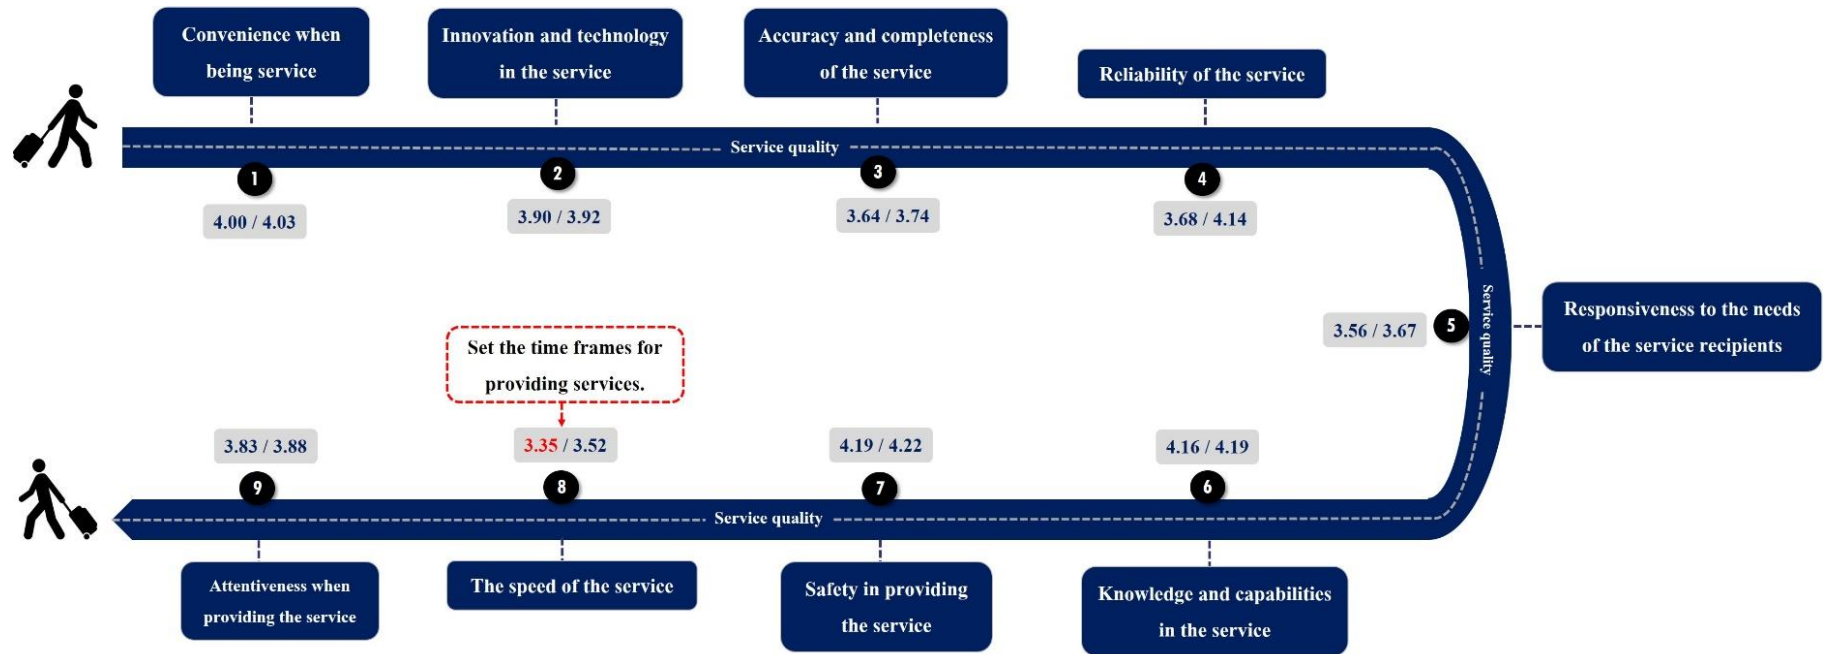 Convenience when
being service
Innovation and technology
in the service
Accuracy and completeness
of the service
Reliability of the service
Service quality
1
2
3
4
4.00 / 4.03
3.90 / 3.92
3.64 / 3.74
3.68 / 4.14
Service quality
5
3.56 / 3.67
Responsiveness to the needs
of the service recipients
Set the time frames for
providing services.
3.83 / 3.88
3.35 / 3.52
4.19 / 4.22
4.16 / 4.19
9
8
7
6
Service quality
Attentiveness when
providing the service
The speed of the service
Safety in providing
the service
Knowledge and capabilities
in the service